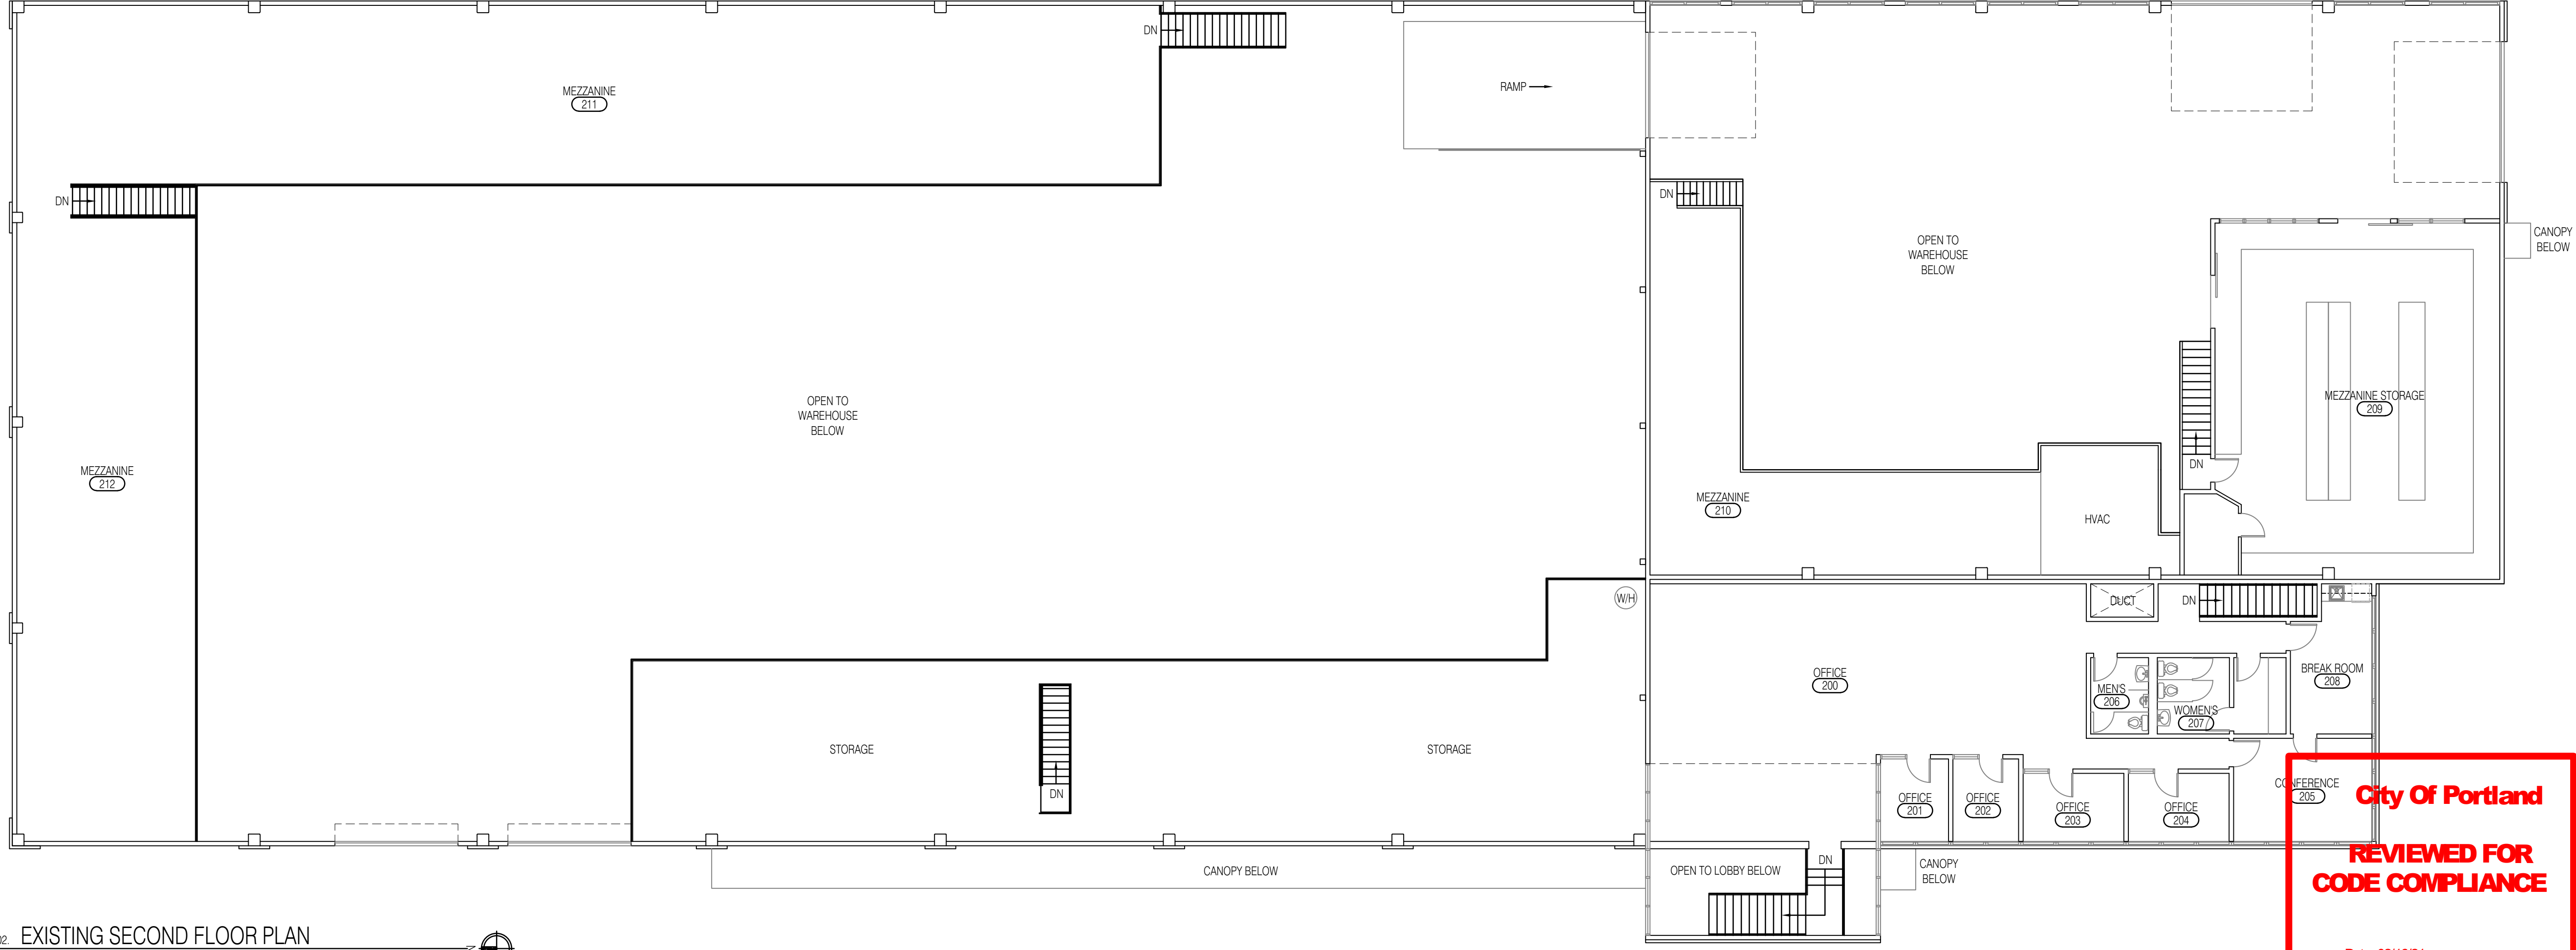 DN
MEZZANINE
211
RAMP
DN
DN
CANOPY
BELOW
OPEN TO
WAREHOUSE
BELOW
OPEN TO
WAREHOUSE
BELOW
MEZZANINE STORAGE
209
MEZZANINE
212
DN
MEZZANINE
210
HVAC
W/H
DUCT
DN
OFFICE
200
BREAK ROOM
208
MEN'S
206
WOMEN'S
207
STORAGE
STORAGE
DN
OFFICE
201
OFFICE
202
OFFICE
203
OFFICE
204
CONFERENCE
205
City Of Portland
REVIEWED FOR
CODE COMPLIANCE
CANOPY BELOW
OPEN TO LOBBY BELOW
DN
CANOPY
BELOW
EXISTING SECOND FLOOR PLAN